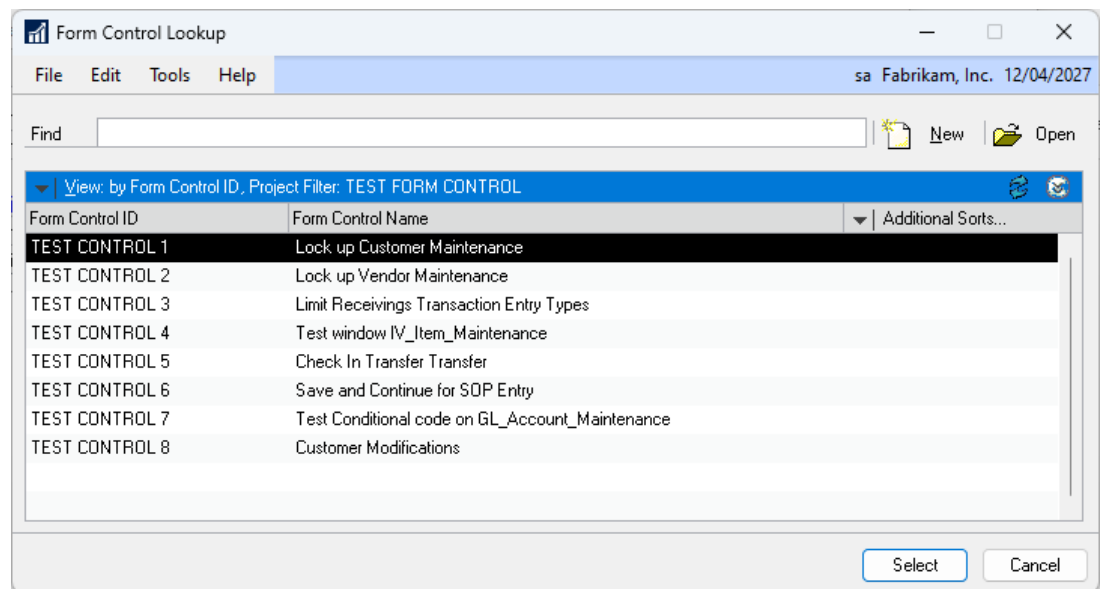 Form Control Lookup
File Edit Tools Help sa Fabrikam, Inc. 12/04/2027
Find New Open
View: by Form Control ID, Project Filter: TEST FORM CONTROL
Form Control ID Form Control Name Additional Sorts...
TEST CONTROL 1 Lock up Customer Maintenance
TEST CONTROL 2 Lock up Vendor Maintenance
TEST CONTROL 3 Limit Receivings Transaction Entry Types
TEST CONTROL 4 Test window IV_Item_Maintenance
TEST CONTROL 5 Check In Transfer Transfer
TEST CONTROL 6 Save and Continue for SOP Entry
TEST CONTROL 7 Test Conditional code on GL_Account_Maintenance
TEST CONTROL 8 Customer Modifications
Select Cancel